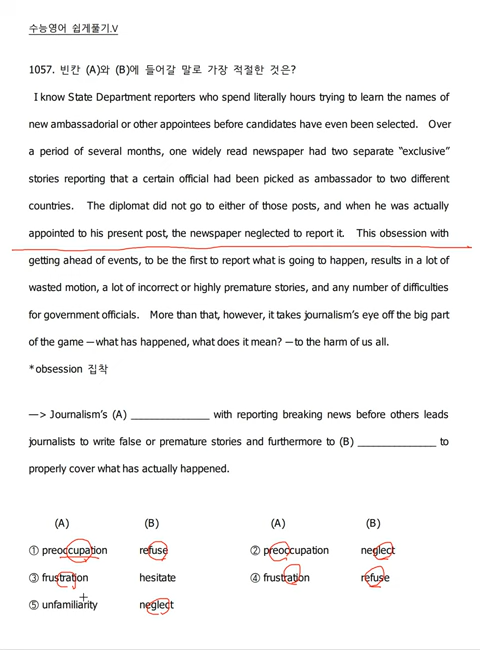 수능영어 쉽게풀기.V
1057. 빈칸 (A)와 (B)에 들어갈 말로 가장 적절한 것은?
I know State Department reporters who spend literally hours trying to learn the names of
new ambassadorial or other appointees before candidates have even been selected. Over
a period of several months, one widely read newspaper had two separate “exclusive”
stories reporting that a certain official had been picked as ambassador to two different
countries. The diplomat did not go to either of those posts, and when he was actually
appointed to his present post, the newspaper neglected to report it. This obsession with
getting ahead of events, to be the first to report what is going to happen, results in a lot of
wasted motion, a lot of incorrect or highly premature stories, and any number of difficulties
for government officials. More than that, however, it takes journalism’s eye off the big part
of the game ─ what has happened, what does it mean? ─ to the harm of us all.
*obsession 집착
─> Journalism’s (A) ______________ with reporting breaking news before others leads
journalists to write false or premature stories and furthermore to (B) ______________ to
properly cover what has actually happened.
(A) (B) (A) (B)
① preoccupation refuse ② preoccupation neglect
③ frustration hesitate ④ frustration refuse
⑤ unfamiliarity neglect